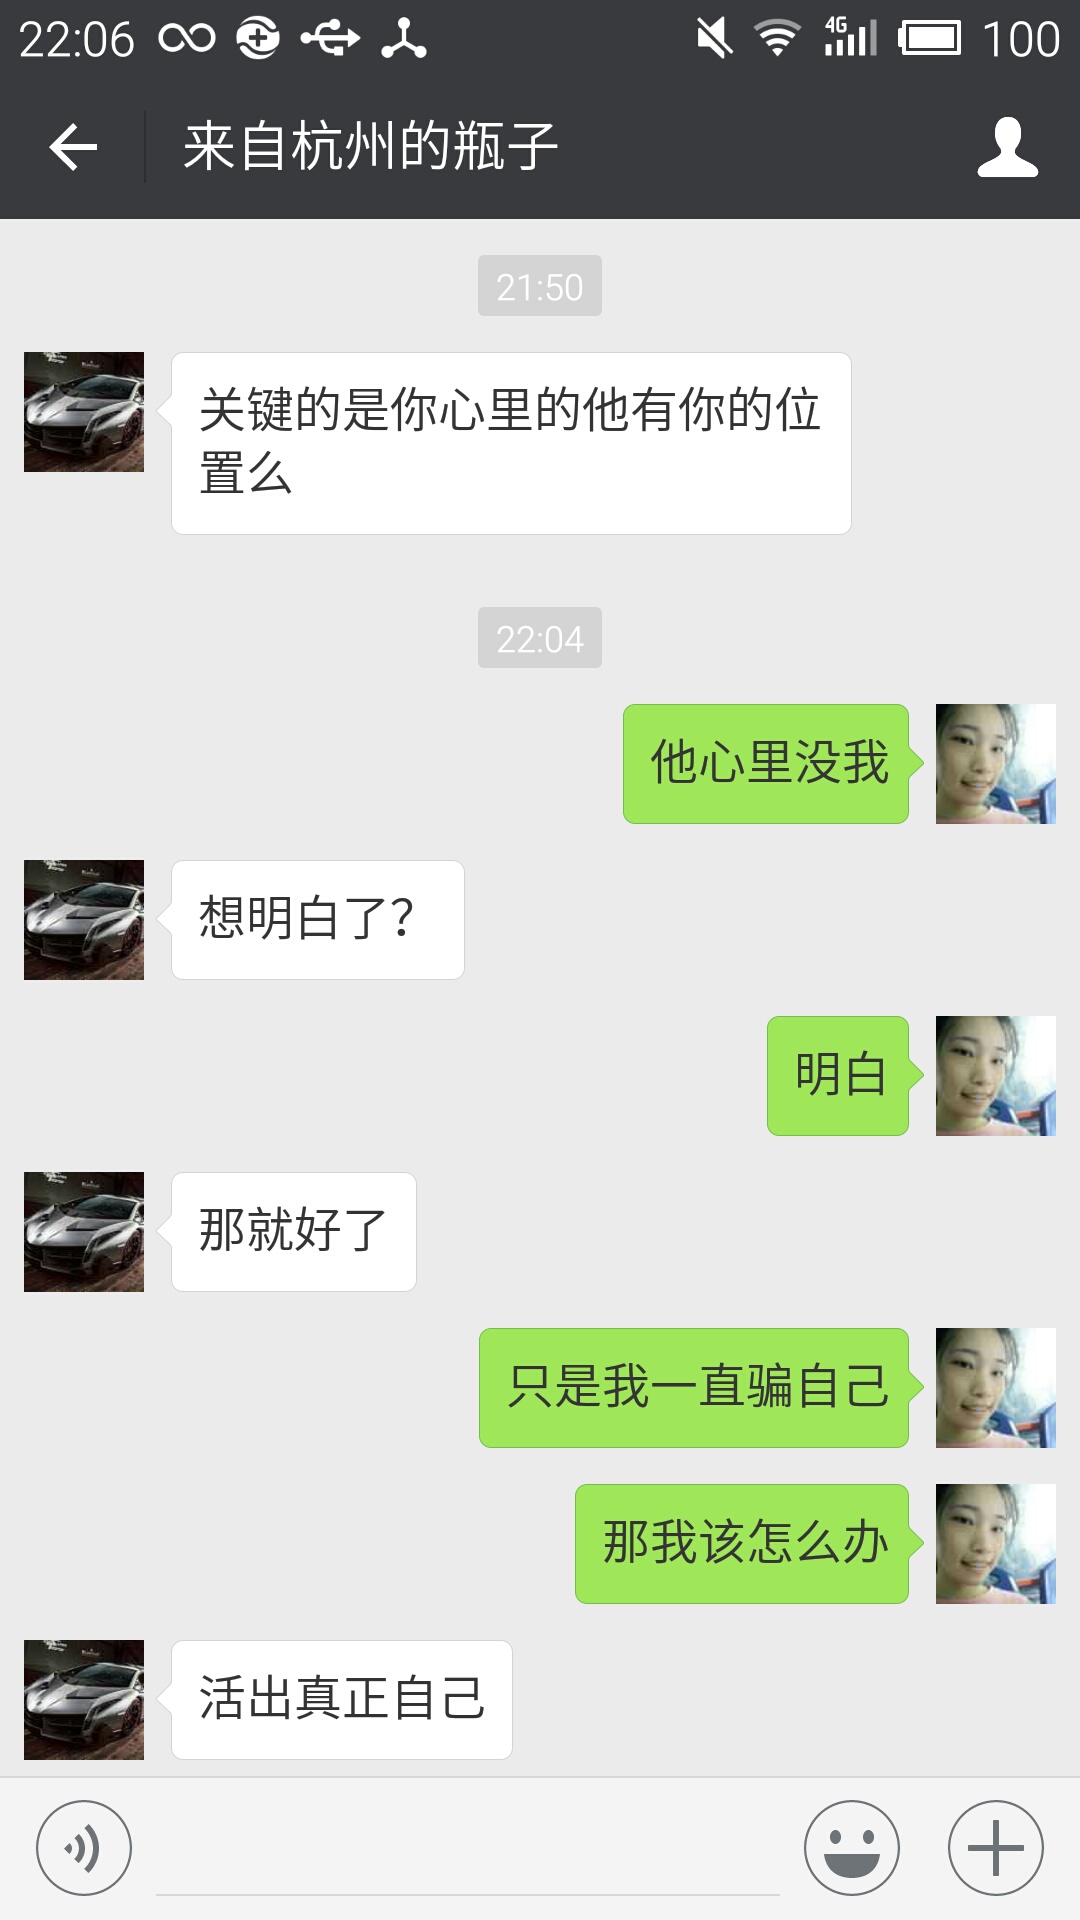 22:06
4G
100
来自杭州的瓶子
21:50
关键的是你心里的他有你的位
置么
22:04
他心里没我
想明白了?
明白
那就好了
只是我一直骗自己
那我该怎么办
活出真正自己